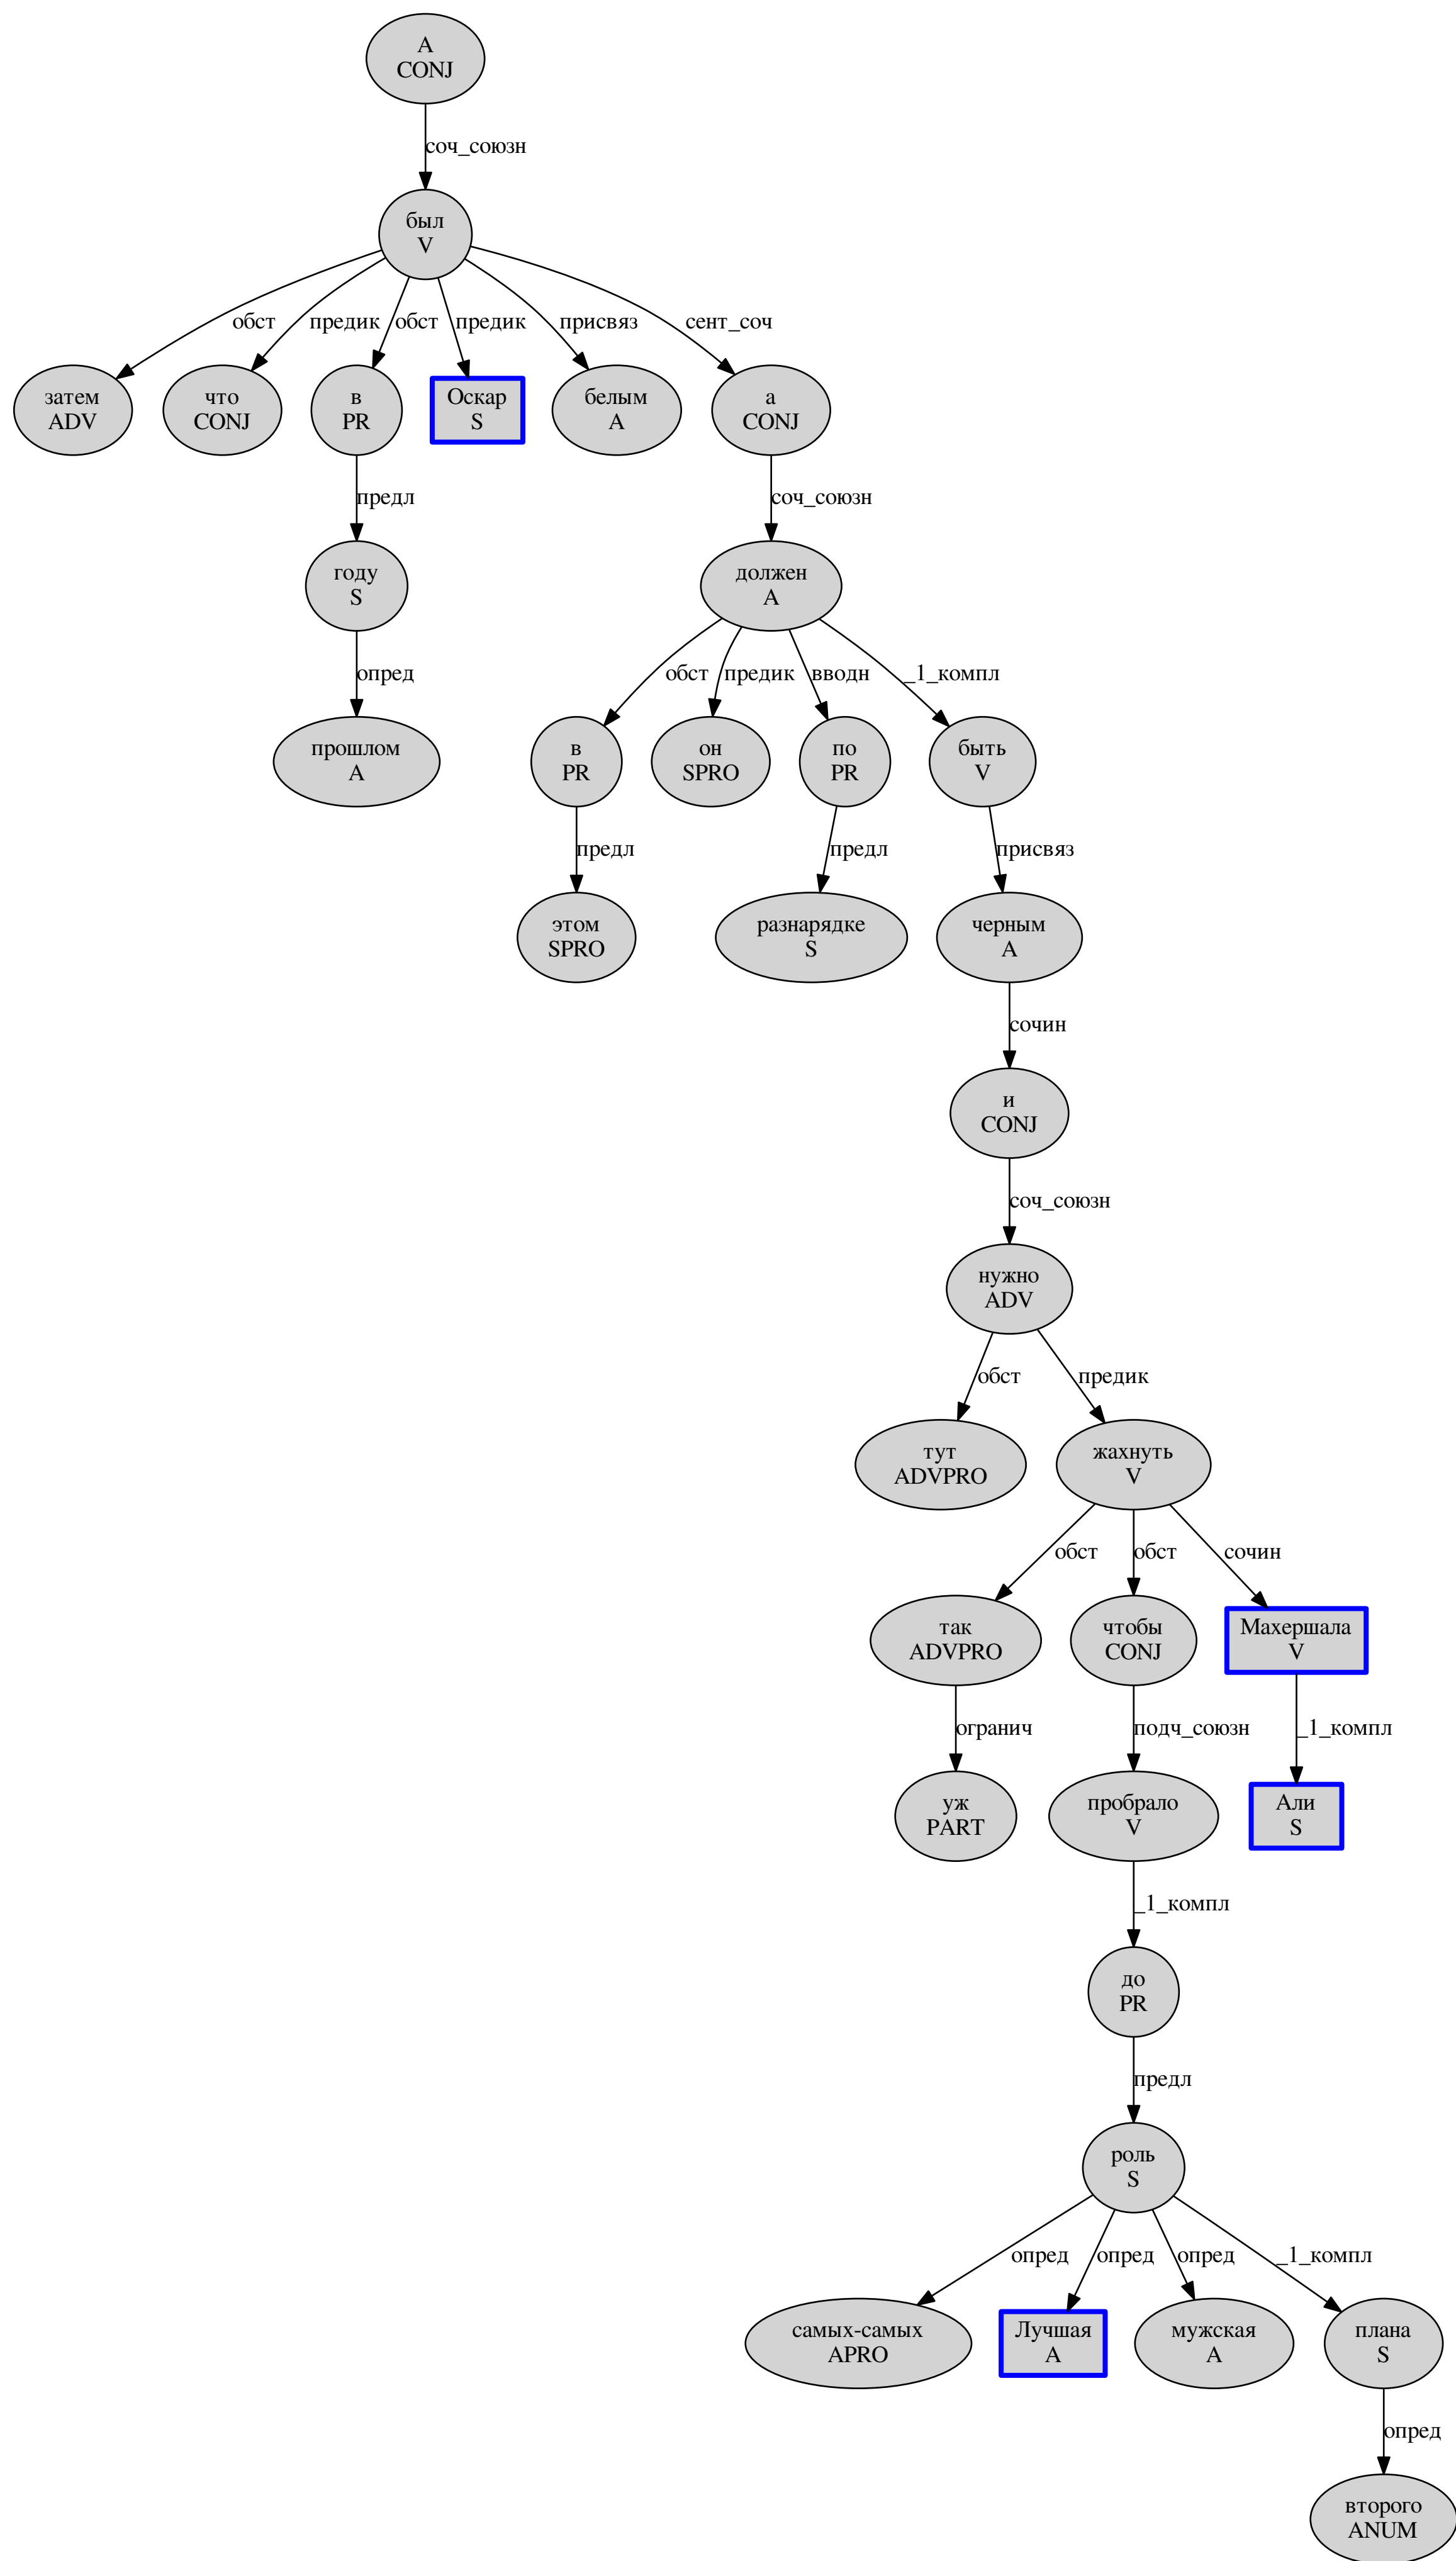 А
CONJ
соч_союзн
был
V
обст
предик
обст
предик
присвяз
сент_соч
затем
ADV
что
CONJ
в
PR
Оскар
S
белым
A
а
CONJ
предл
соч_союзн
году
S
должен
A
опред
обст
предик
вводн
_1_компл
прошлом
A
в
PR
он
SPRO
по
PR
быть
V
предл
предл
присвяз
этом
SPRO
разнарядке
S
черным
A
сочин
и
CONJ
соч_союзн
нужно
ADV
обст
предик
тут
ADVPRO
жахнуть
V
обст
обст
сочин
так
ADVPRO
чтобы
CONJ
Махершала
V
огранич
подч_союзн
_1_компл
уж
PART
пробрало
V
Али
S
_1_компл
до
PR
предл
роль
S
опред
опред
опред
_1_компл
самых-самых
APRO
Лучшая
A
мужская
A
плана
S
опред
второго
ANUM